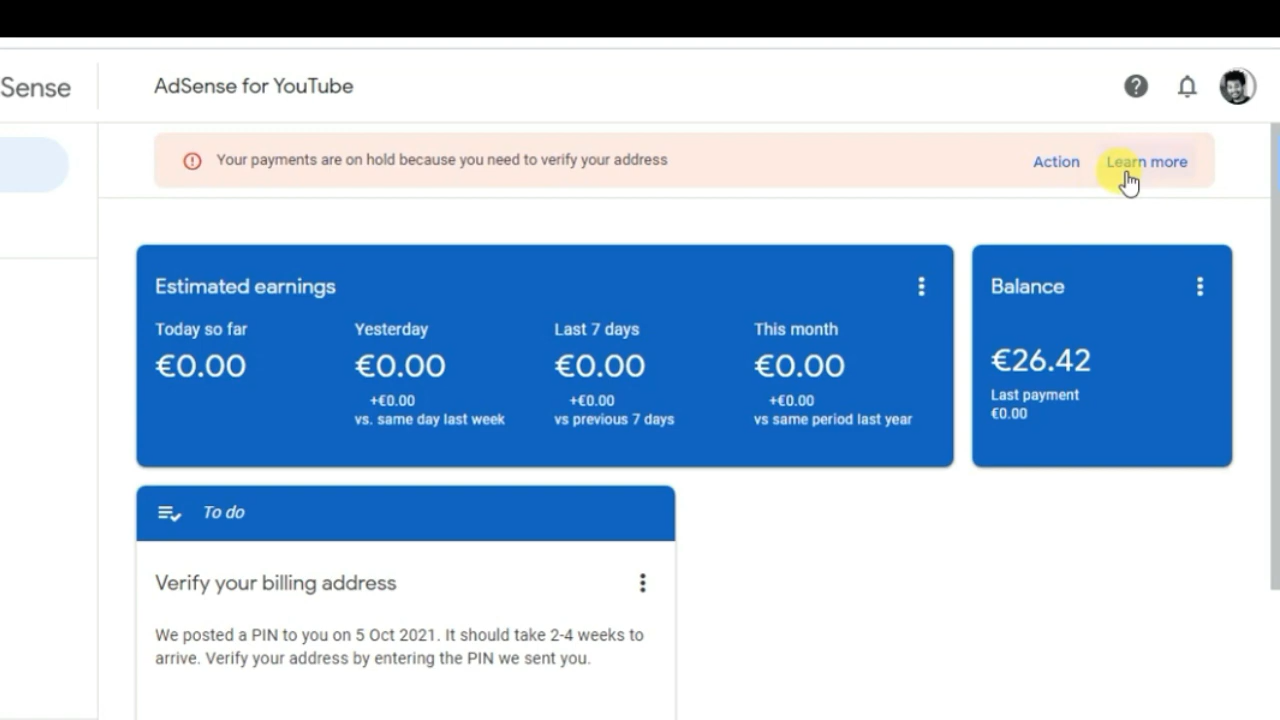 Sense
AdSense for YouTube
Your payments are on hold because you need to verify your address
Action
Learn more
Estimated earnings
Today so far
€0.00
Yesterday
€0.00
+€0.00
vs. same day last week
Last 7 days
€0.00
+€0.00
vs previous 7 days
This month
€0.00
+€0.00
vs same period last year
Balance
€26.42
Last payment
€0.00
To do
Verify your billing address
We posted a PIN to you on 5 Oct 2021. It should take 2-4 weeks to
arrive. Verify your address by entering the PIN we sent you.